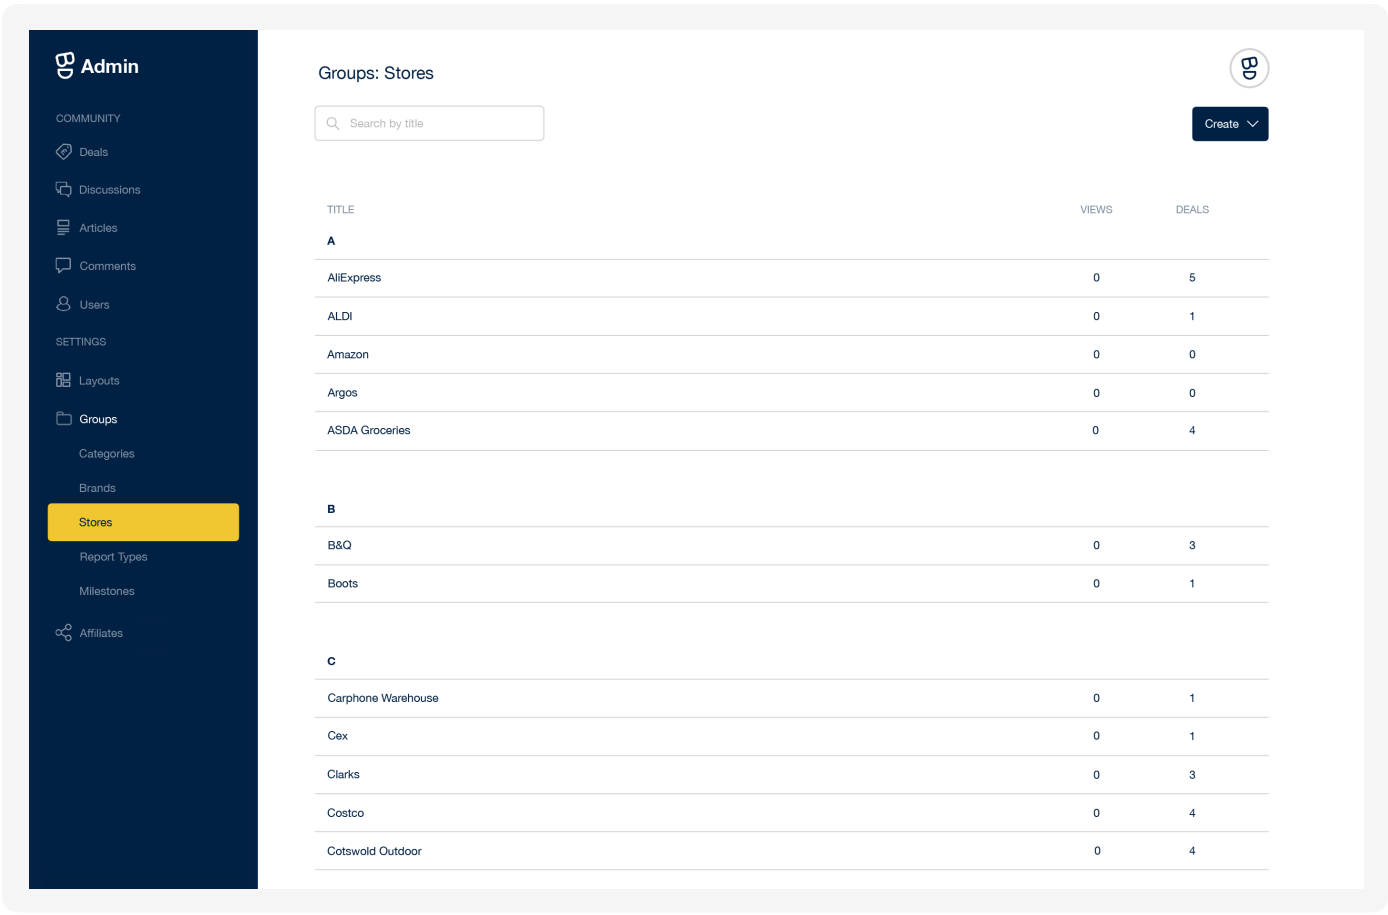 Admin
COMMUNITY
Deals
Discussions
Articles
Comments
Users
SETTINGS
Layouts
Groups
Categories
Brands
Stores
Report Types
Milestones
Affiliates
Groups: Stores
Search by title
Create
TITLE VIEWS DEALS
A
AliExpress 0 5
ALDI 0 1
Amazon 0 0
Argos 0 0
ASDA Groceries 0 4
B
B&Q 0 3
Boots 0 1
C
Carphone Warehouse 0 1
Cex 0 1
Clarks 0 3
Costco 0 4
Cotswold Outdoor 0 4